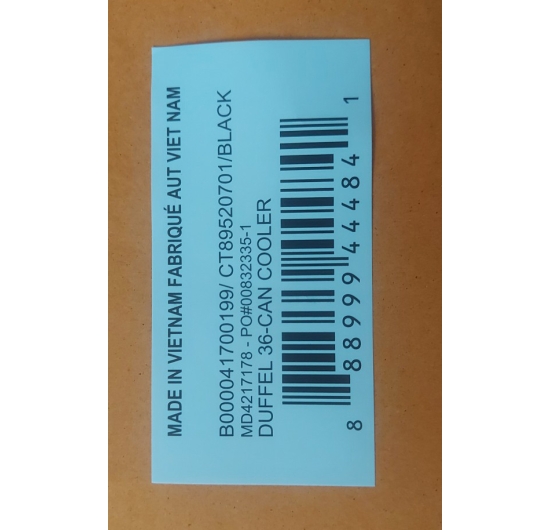 MADE IN VIETNAM FABRIQUÉ AUT VIET NAM
B000041700199/ CT89520701/BLACK
MD4217178 - PO#00832335-1
DUFFEL 36-CAN COOLER
8 88999 44484 1